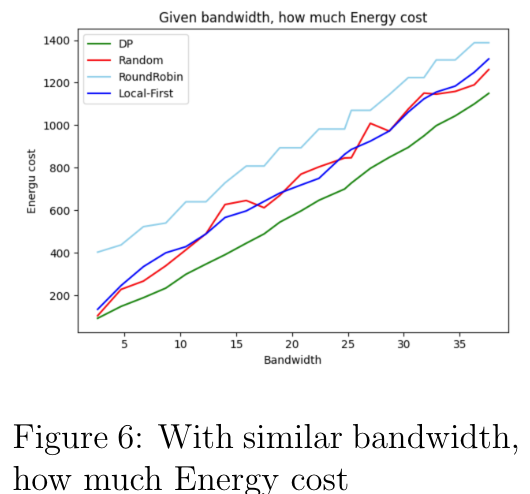 Given bandwidth, how much Energy cost
DP
Random
RoundRobin
Local-First
1400
1200
1000
800
600
400
200
Energu cost
5
10
15
20
25
30
35
Bandwidth
Figure 6: With similar bandwidth,
how much Energy cost